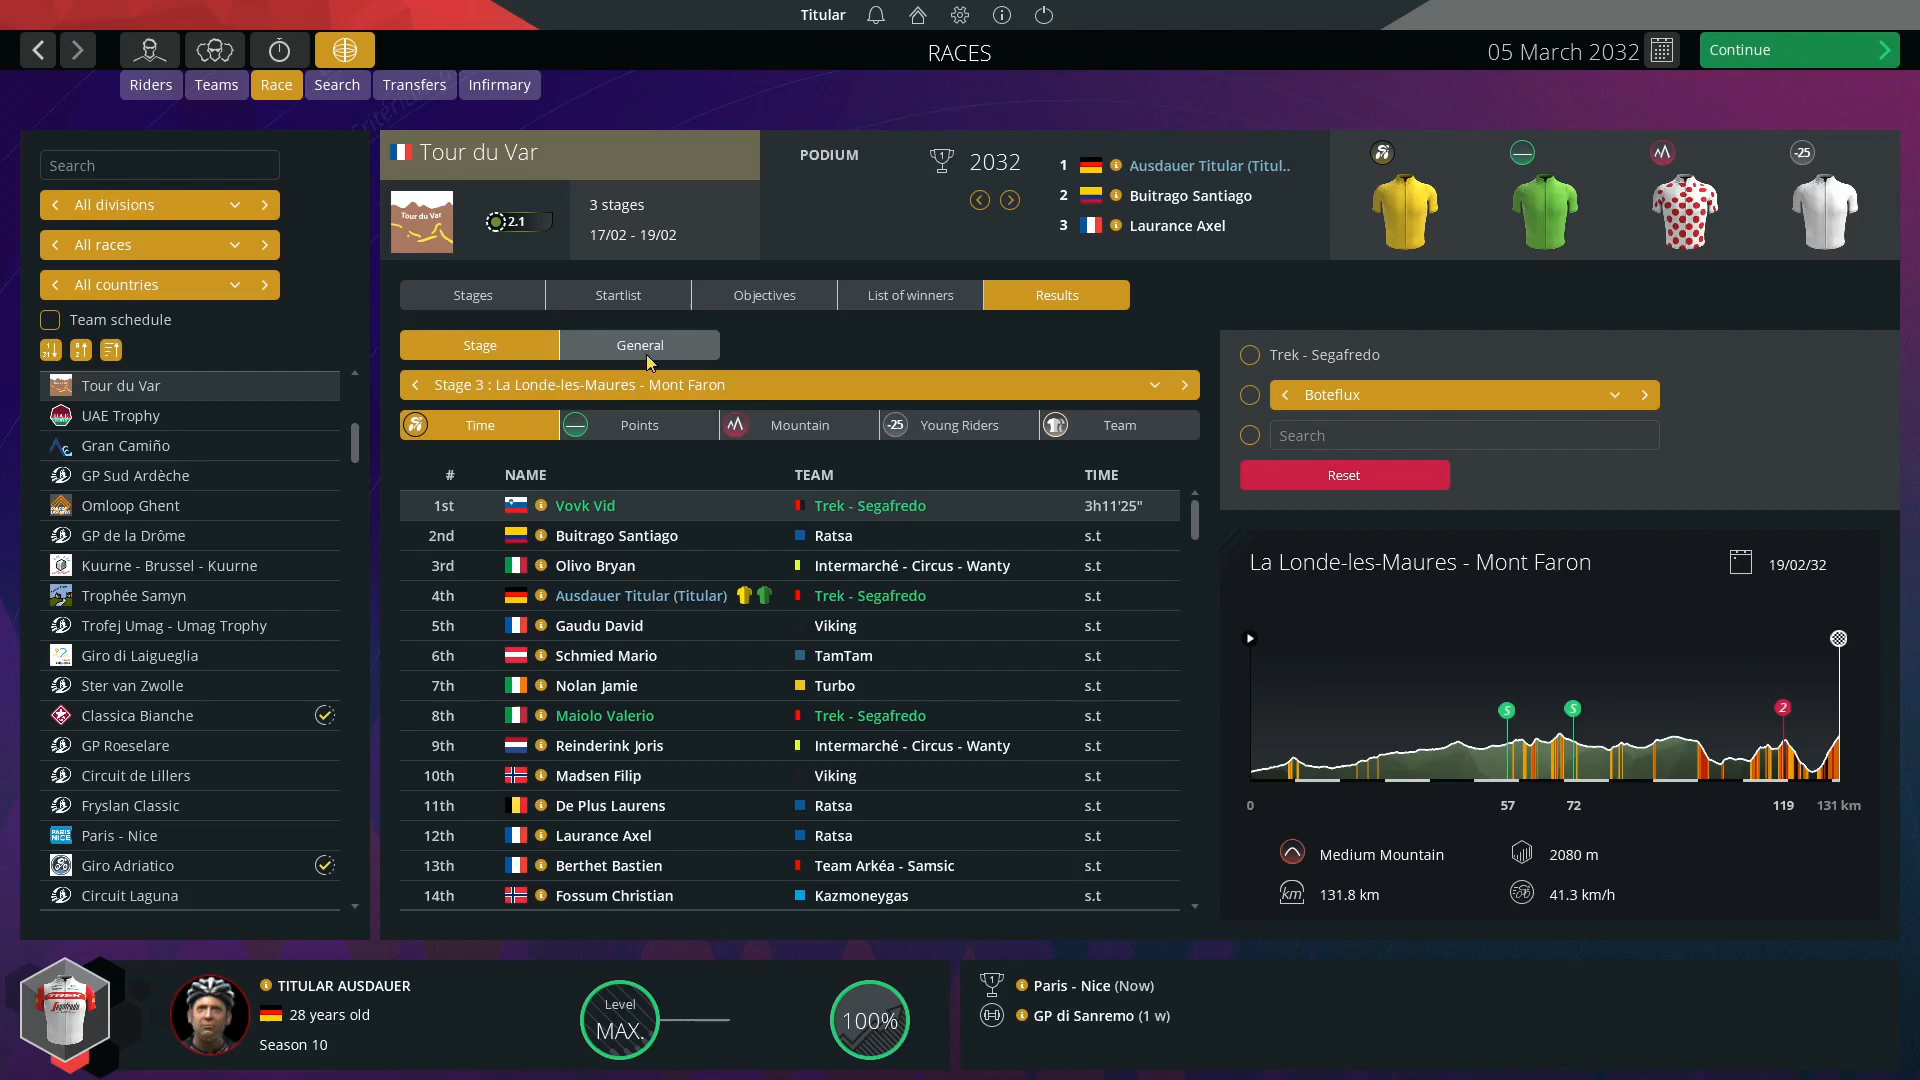 Titular
RACES
05 March 2032
Continue
Riders
Teams
Race
Search
Transfers
Infirmary
Search
All divisions
All races
All countries
Team schedule
Tour du Var
UAE Trophy
Gran Camiño
GP Sud Ardèche
Omloop Ghent
GP de la Drôme
Kuurne - Brussel - Kuurne
Trophée Samyn
Trofej Umag - Umag Trophy
Giro di Laigueglia
Ster van Zwolle
Classica Bianche
GP Roeselare
Circuit de Lillers
Fryslan Classic
Paris - Nice
Giro Adriatico
Circuit Laguna
Tour du Var
Tour du Var
2.1
3 stages
17/02 - 19/02
PODIUM
2032
1 Ausdauer Titular (Titul..
2 Buitrago Santiago
3 Laurance Axel
-25
Stages
Startlist
Objectives
List of winners
Results
Stage
General
Stage 3 : La Londe-les-Maures - Mont Faron
Time
Points
Mountain
-25 Young Riders
Team
# NAME TEAM TIME
1st Vovk Vid Trek - Segafredo 3h11'25"
2nd Buitrago Santiago Ratsa s.t
3rd Olivo Bryan Intermarché - Circus - Wanty s.t
4th Ausdauer Titular (Titular) Trek - Segafredo s.t
5th Gaudu David Viking s.t
6th Schmied Mario TamTam s.t
7th Nolan Jamie Turbo s.t
8th Maiolo Valerio Trek - Segafredo s.t
9th Reinderink Joris Intermarché - Circus - Wanty s.t
10th Madsen Filip Viking s.t
11th De Plus Laurens Ratsa s.t
12th Laurance Axel Ratsa s.t
13th Berthet Bastien Team Arkéa - Samsic s.t
14th Fossum Christian Kazmoneygas s.t
Trek - Segafredo
Boteflux
Search
Reset
La Londe-les-Maures - Mont Faron
19/02/32
S S 2
0 57 72 119 131 km
Medium Mountain
2080 m
km 131.8 km
41.3 km/h
TITULAR AUSDAUER
28 years old
Season 10
Level
MAX.
100%
Paris - Nice (Now)
GP di Sanremo (1 w)